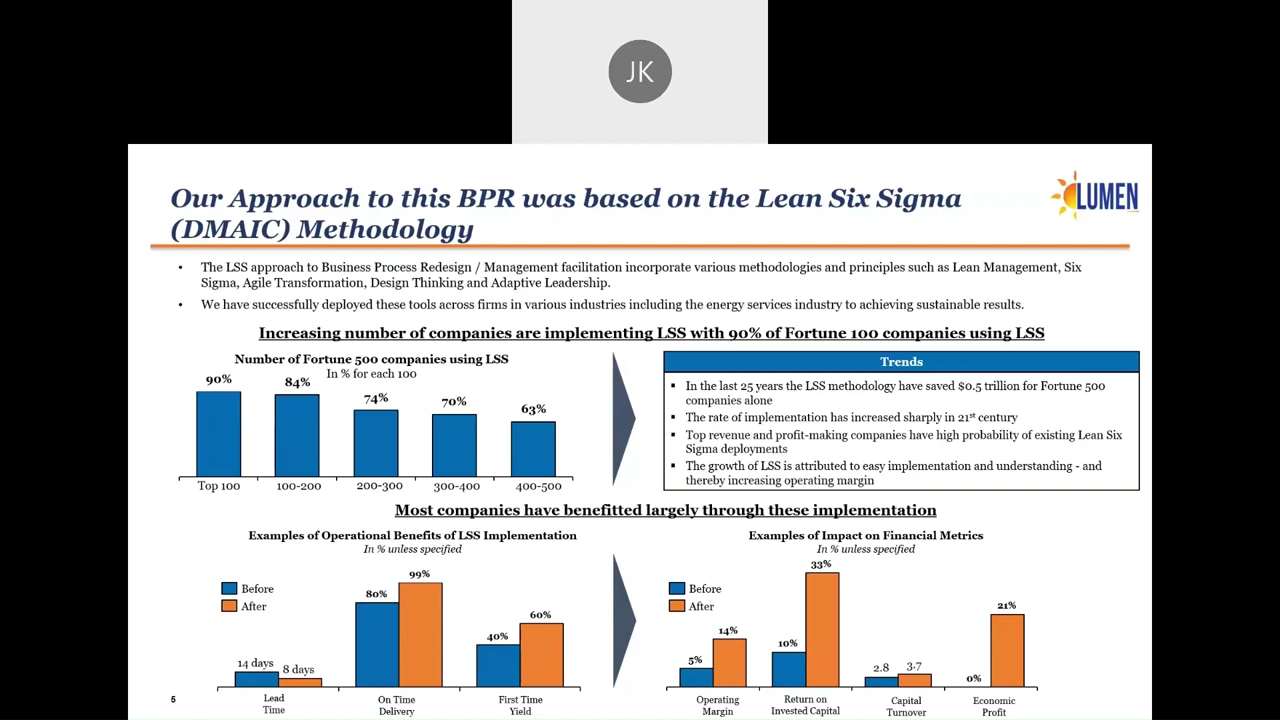 JK
Our Approach to this BPR was based on the Lean Six Sigma
(DMAIC) Methodology
LUMEN
• The LSS approach to Business Process Redesign / Management facilitation incorporate various methodologies and principles such as Lean Management, Six
Sigma, Agile Transformation, Design Thinking and Adaptive Leadership.
• We have successfully deployed these tools across firms in various industries including the energy services industry to achieving sustainable results.
Increasing number of companies are implementing LSS with 90% of Fortune 100 companies using LSS
Number of Fortune 500 companies using LSS
In % for each 100
90%
84%
74%
70%
63%
Top 100
100-200
200-300
300-400
400-500
Trends
▪ In the last 25 years the LSS methodology have saved $0.5 trillion for Fortune 500
companies alone
▪ The rate of implementation has increased sharply in 21st century
▪ Top revenue and profit-making companies have high probability of existing Lean Six
Sigma deployments
▪ The growth of LSS is attributed to easy implementation and understanding - and
thereby increasing operating margin
Most companies have benefitted largely through these implementation
Examples of Operational Benefits of LSS Implementation
In % unless specified
Before
After
14 days
8 days
80%
99%
40%
60%
Lead
Time
On Time
Delivery
First Time
Yield
Examples of Impact on Financial Metrics
In % unless specified
Before
After
5%
14%
10%
33%
2.8
3.7
0%
21%
Operating
Margin
Return on
Invested Capital
Capital
Turnover
Economic
Profit
5